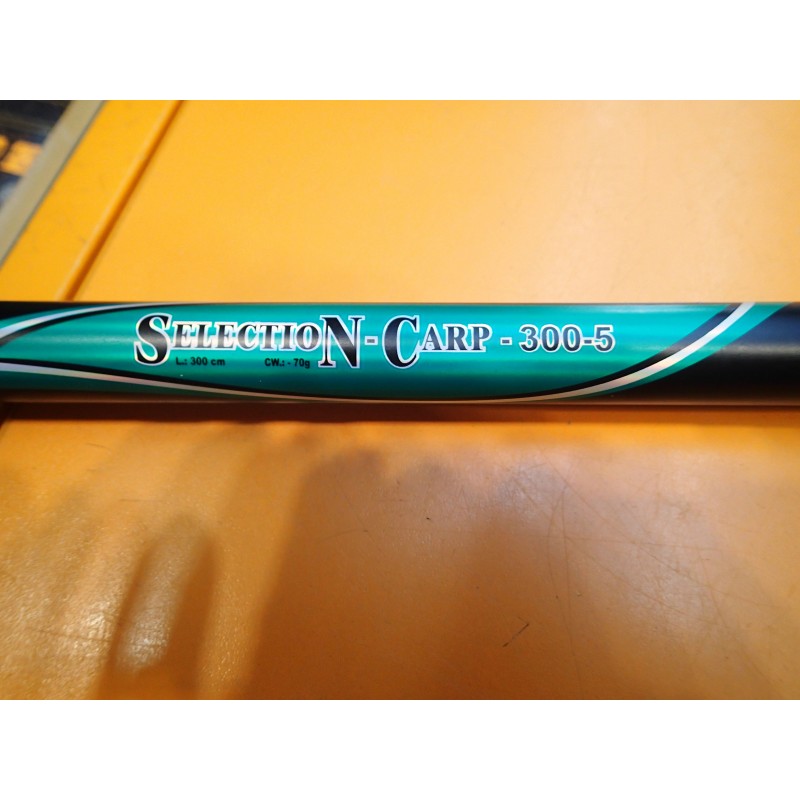 SELECTION - CARP - 300-5
L.: 300 cm CW.: - 70g